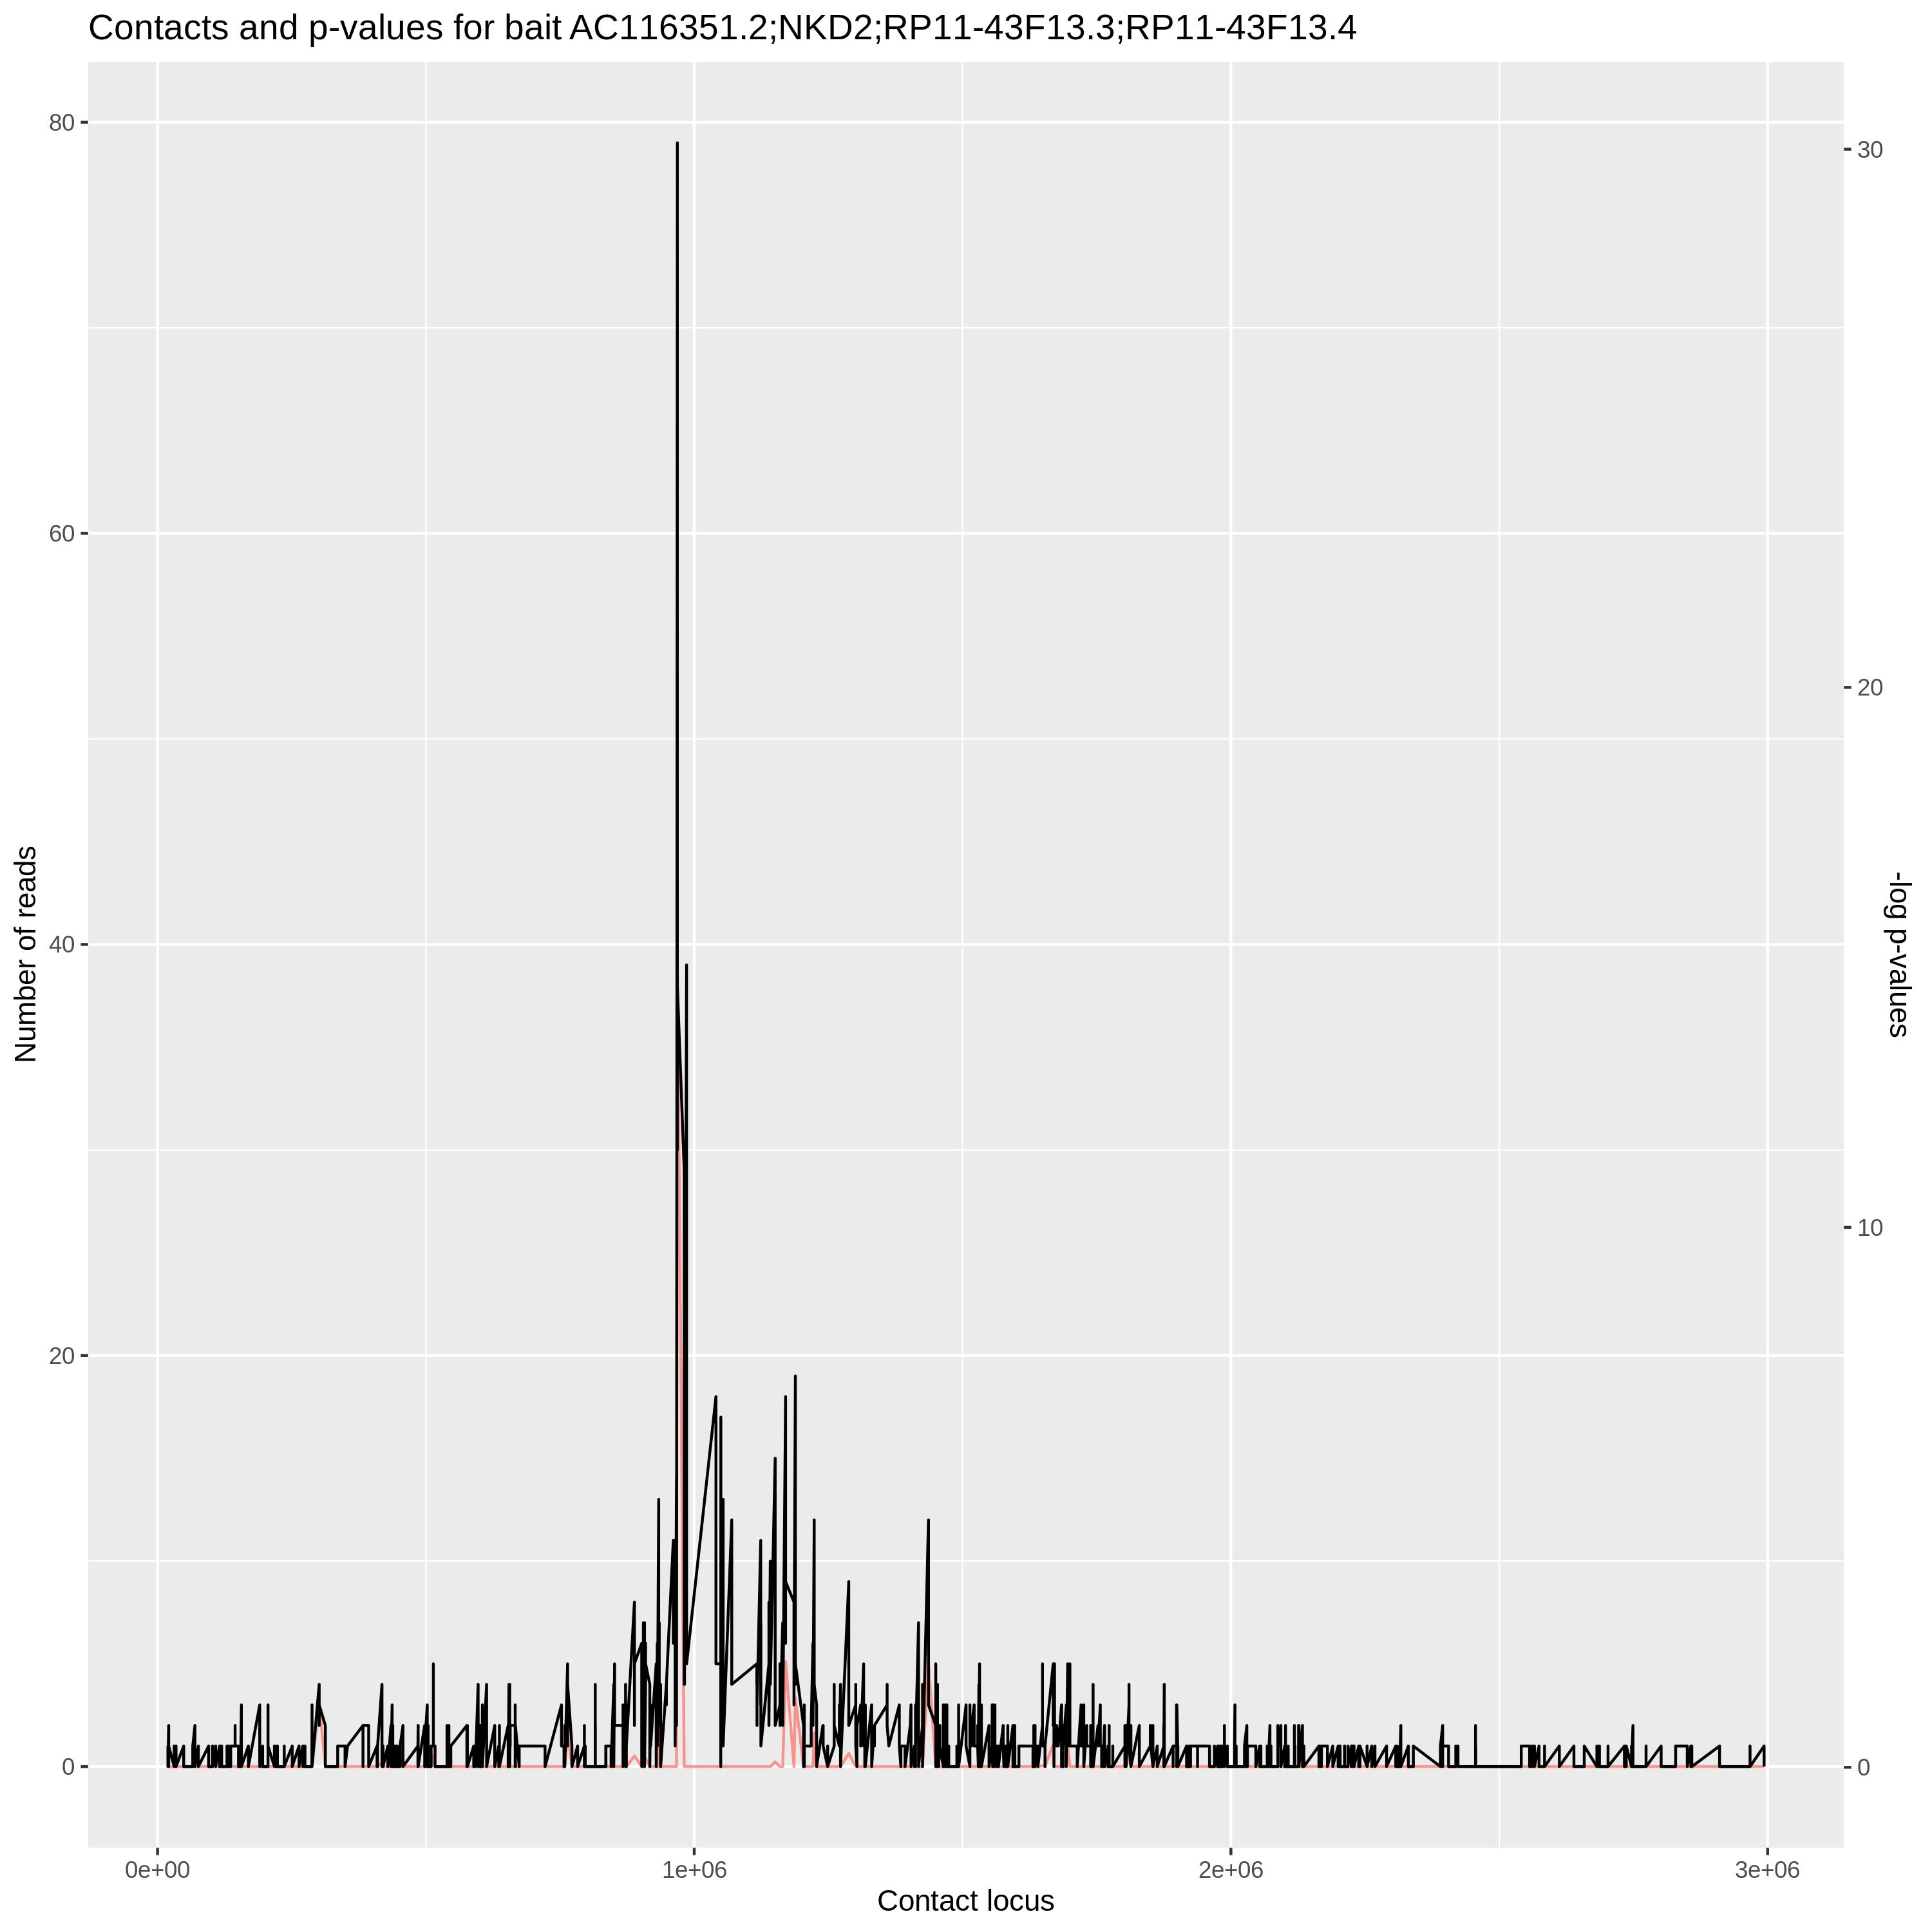 Contacts and p-values for bait AC116351.2;NKD2;RP11-43F13.3;RP11-43F13.4
80
60
40
20
0
Number of reads
30
20
10
0
-log p-values
0e+00
1e+06
2e+06
3e+06
Contact locus